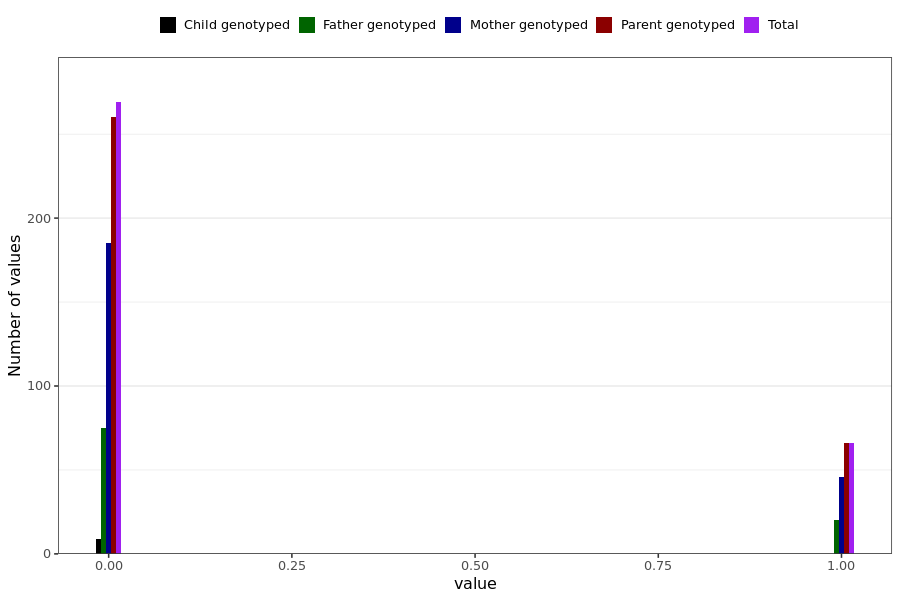 Child genotyped Father genotyped Mother genotyped Parent genotyped Total
Number of values
200
100
0
0.00 0.25 0.50 0.75 1.00
value